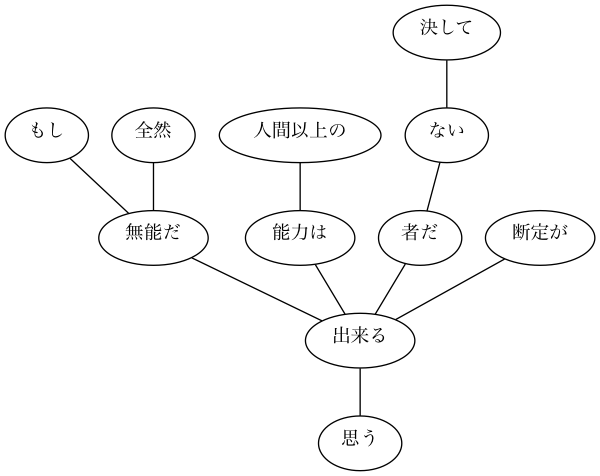 決して
もし
全然
人間以上の
ない
無能だ
能力は
者だ
断定が
出来る
思う